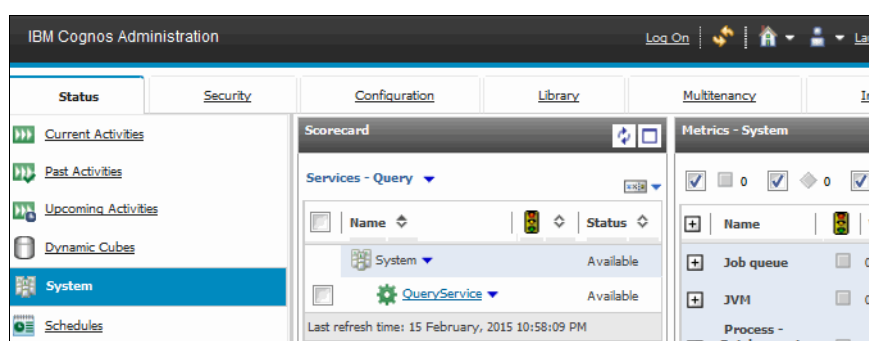 IBM Cognos Administration
Log On
Status
Security
Configuration
Library
Multitenancy
Current Activities
Past Activities
Upcoming Activities
Dynamic Cubes
System
Schedules
Scorecard
Services - Query
Name
Status
System
Available
QueryService
Available
Last refresh time: 15 February, 2015 10:58:09 PM
Metrics - System
0
0
Name
Job queue
JVM
Process -